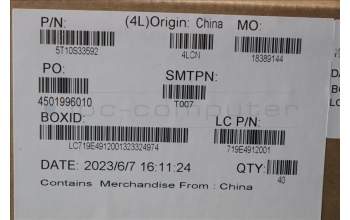 P/N: (4L)Origin: China MO:
5T10S33592 4LCN 18389144
PO: SMTPN:
4501996010 T007
BOXID: LC P/N:
LC719E4912001323324974 719E4912001
DATE: 2023/6/7 16:11:24 QTY:
40
Contains Merchandise From : China